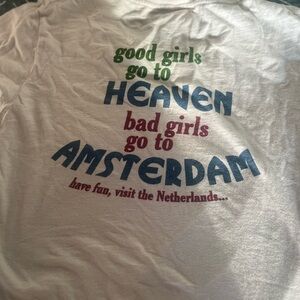 good girls
go to
HEAVEN
bad girls
go to
AMSTERDAM
have fun, visit the Netherlands...